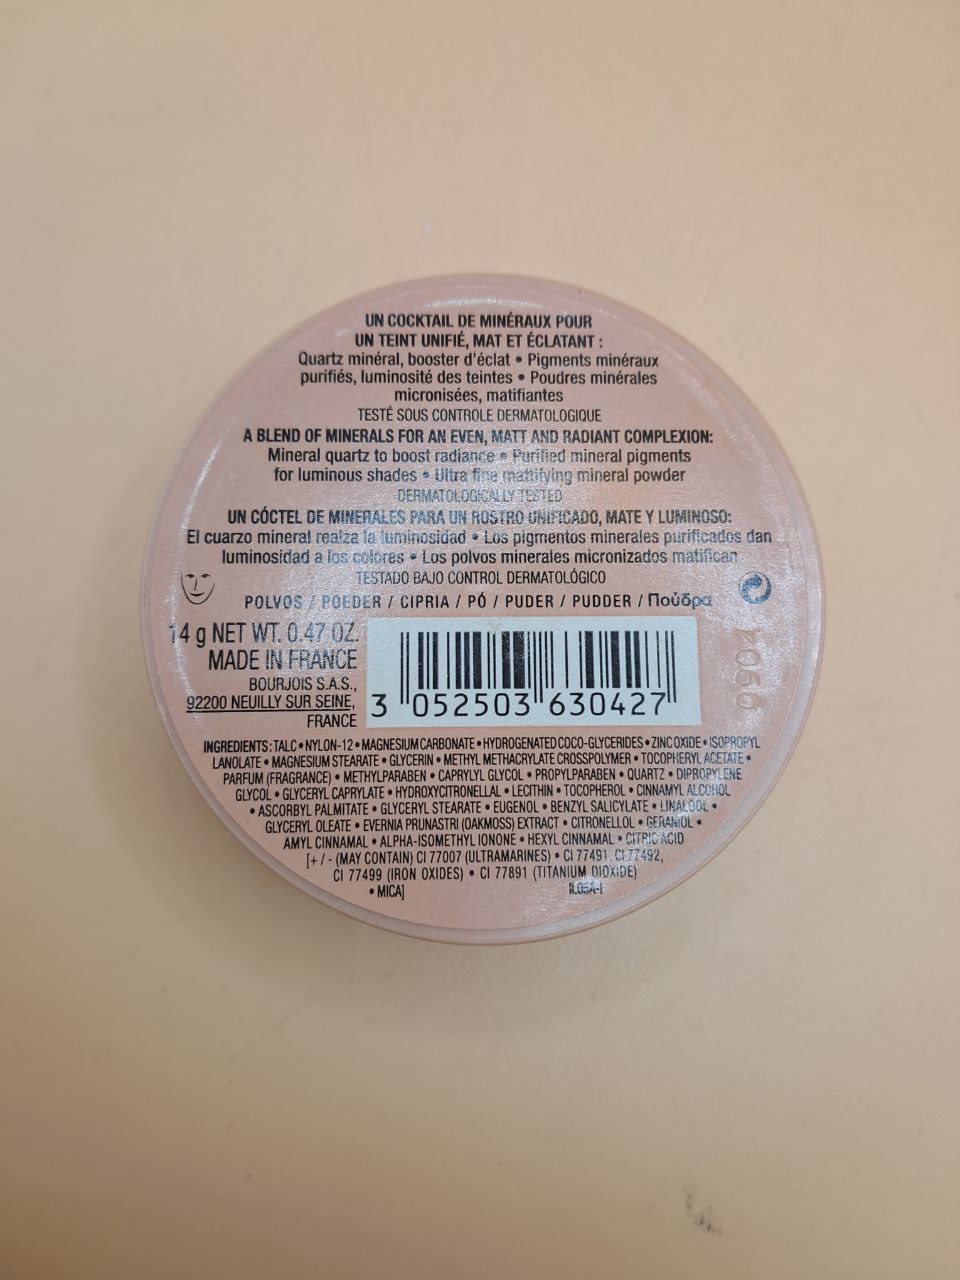 UN COCKTAIL DE MINÉRAUX POUR
UN TEINT UNIFIÉ, MAT ET ÉCLATANT :
Quartz minéral, booster d'éclat • Pigments minéraux
purifiés, luminosité des teintes • Poudres minérales
micronisées, matifiantes
TESTÉ SOUS CONTROLE DERMATOLOGIQUE
A BLEND OF MINERALS FOR AN EVEN, MATT AND RADIANT COMPLEXION:
Mineral quartz to boost radiance • Purified mineral pigments
for luminous shades • Ultra fine mattifying mineral powder
DERMATOLOGICALLY TESTED
UN CÓCTEL DE MINERALES PARA UN ROSTRO UNIFICADO, MATE Y LUMINOSO:
El cuarzo mineral realza la luminosidad • Los pigmentos minerales purificados dan
luminosidad a los colores • Los polvos minerales micronizados matifican
TESTADO BAJO CONTROL DERMATOLÓGICO
POLVOS / POEDER / CIPRIA / PÓ / PUDER / PUDDER / Πούδρα
14 g NET WT. 0.47 OZ.
MADE IN FRANCE
BOURJOIS S.A.S.,
92200 NEUILLY SUR SEINE,
FRANCE
3 052503 630427
INGREDIENTS: TALC • NYLON-12 • MAGNESIUM CARBONATE • HYDROGENATED COCO-GLYCERIDES • ZINC OXIDE • ISOPROPYL
LANOLATE • MAGNESIUM STEARATE • GLYCERIN • METHYL METHACRYLATE CROSSPOLYMER • TOCOPHERYL ACETATE •
PARFUM (FRAGRANCE) • METHYLPARABEN • CAPRYLYL GLYCOL • PROPYLPARABEN • QUARTZ • DIPROPYLENE
GLYCOL • GLYCERYL CAPRYLATE • HYDROXYCITRONELLAL • LECITHIN • TOCOPHEROL • CINNAMYL ALCOHOL
• ASCORBYL PALMITATE • GLYCERYL STEARATE • EUGENOL • BENZYL SALICYLATE • LINALOOL •
GLYCERYL OLEATE • EVERNIA PRUNASTRI (OAKMOSS) EXTRACT • CITRONELLOL • GERANIOL •
AMYL CINNAMAL • ALPHA-ISOMETHYL IONONE • HEXYL CINNAMAL • CITRIC ACID
[+ / - (MAY CONTAIN) CI 77007 (ULTRAMARINES) • CI 77491, CI 77492,
CI 77499 (IRON OXIDES) • CI 77891 (TITANIUM DIOXIDE)
• MICA]